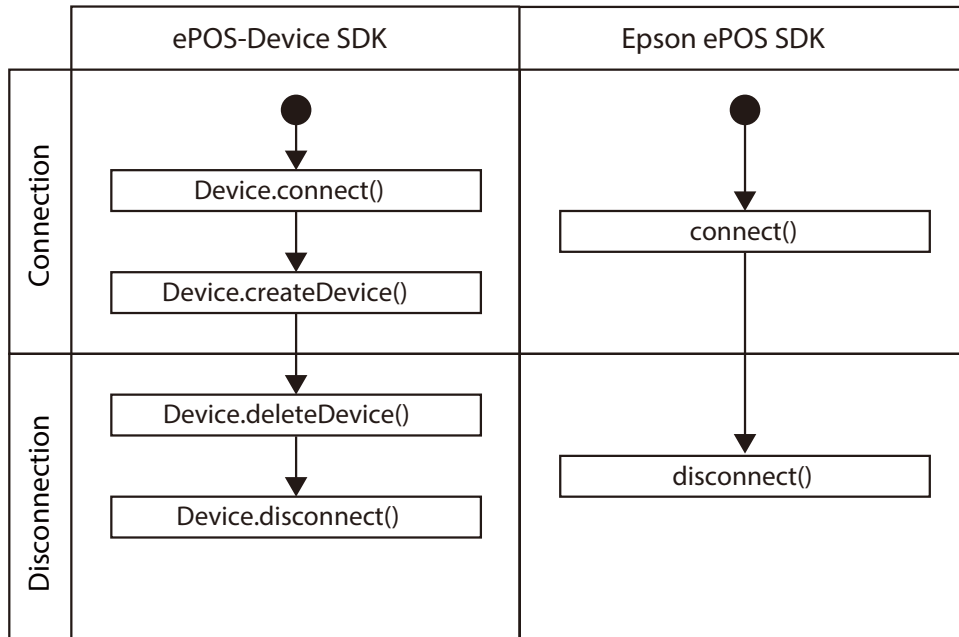 ePOS-Device SDK
Epson ePOS SDK
Connection
Device.connect()
Device.createDevice()
connect()
Disconnection
Device.deleteDevice()
Device.disconnect()
disconnect()